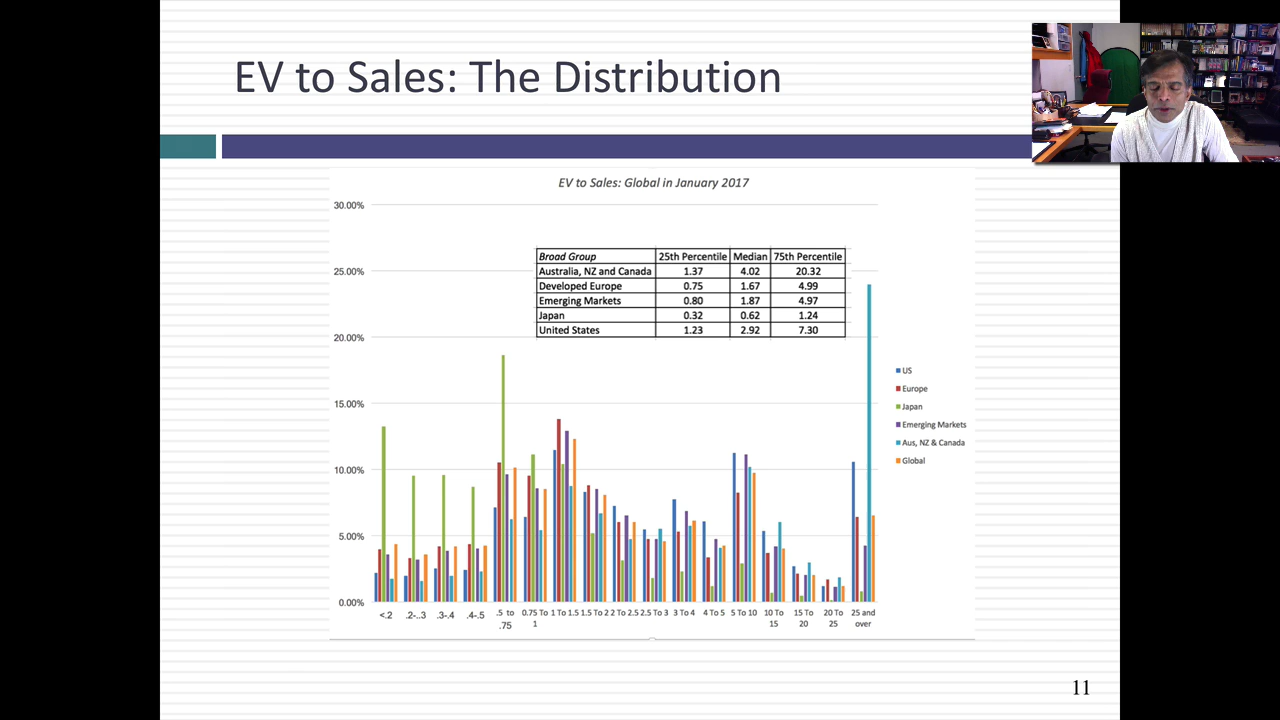 EV to Sales: The Distribution
EV to Sales: Global in January 2017
30.00%
25.00%
20.00%
15.00%
10.00%
5.00%
0.00%
Broad Group 25th Percentile Median 75th Percentile
Australia, NZ and Canada 1.37 4.02 20.32
Developed Europe 0.75 1.67 4.99
Emerging Markets 0.80 1.87 4.97
Japan 0.32 0.62 1.24
United States 1.23 2.92 7.30
US
Europe
Japan
Emerging Markets
Aus, NZ & Canada
Global
<.2 .2-.3 .3-.4 .4-.5 .5 to 0.75 To 1 To 1.5 1.5 To 2 2 To 2.5 2.5 To 3 3 To 4 4 To 5 5 To 10 10 To 15 To 20 To 25 and
.75 1 15 20 25 over
11